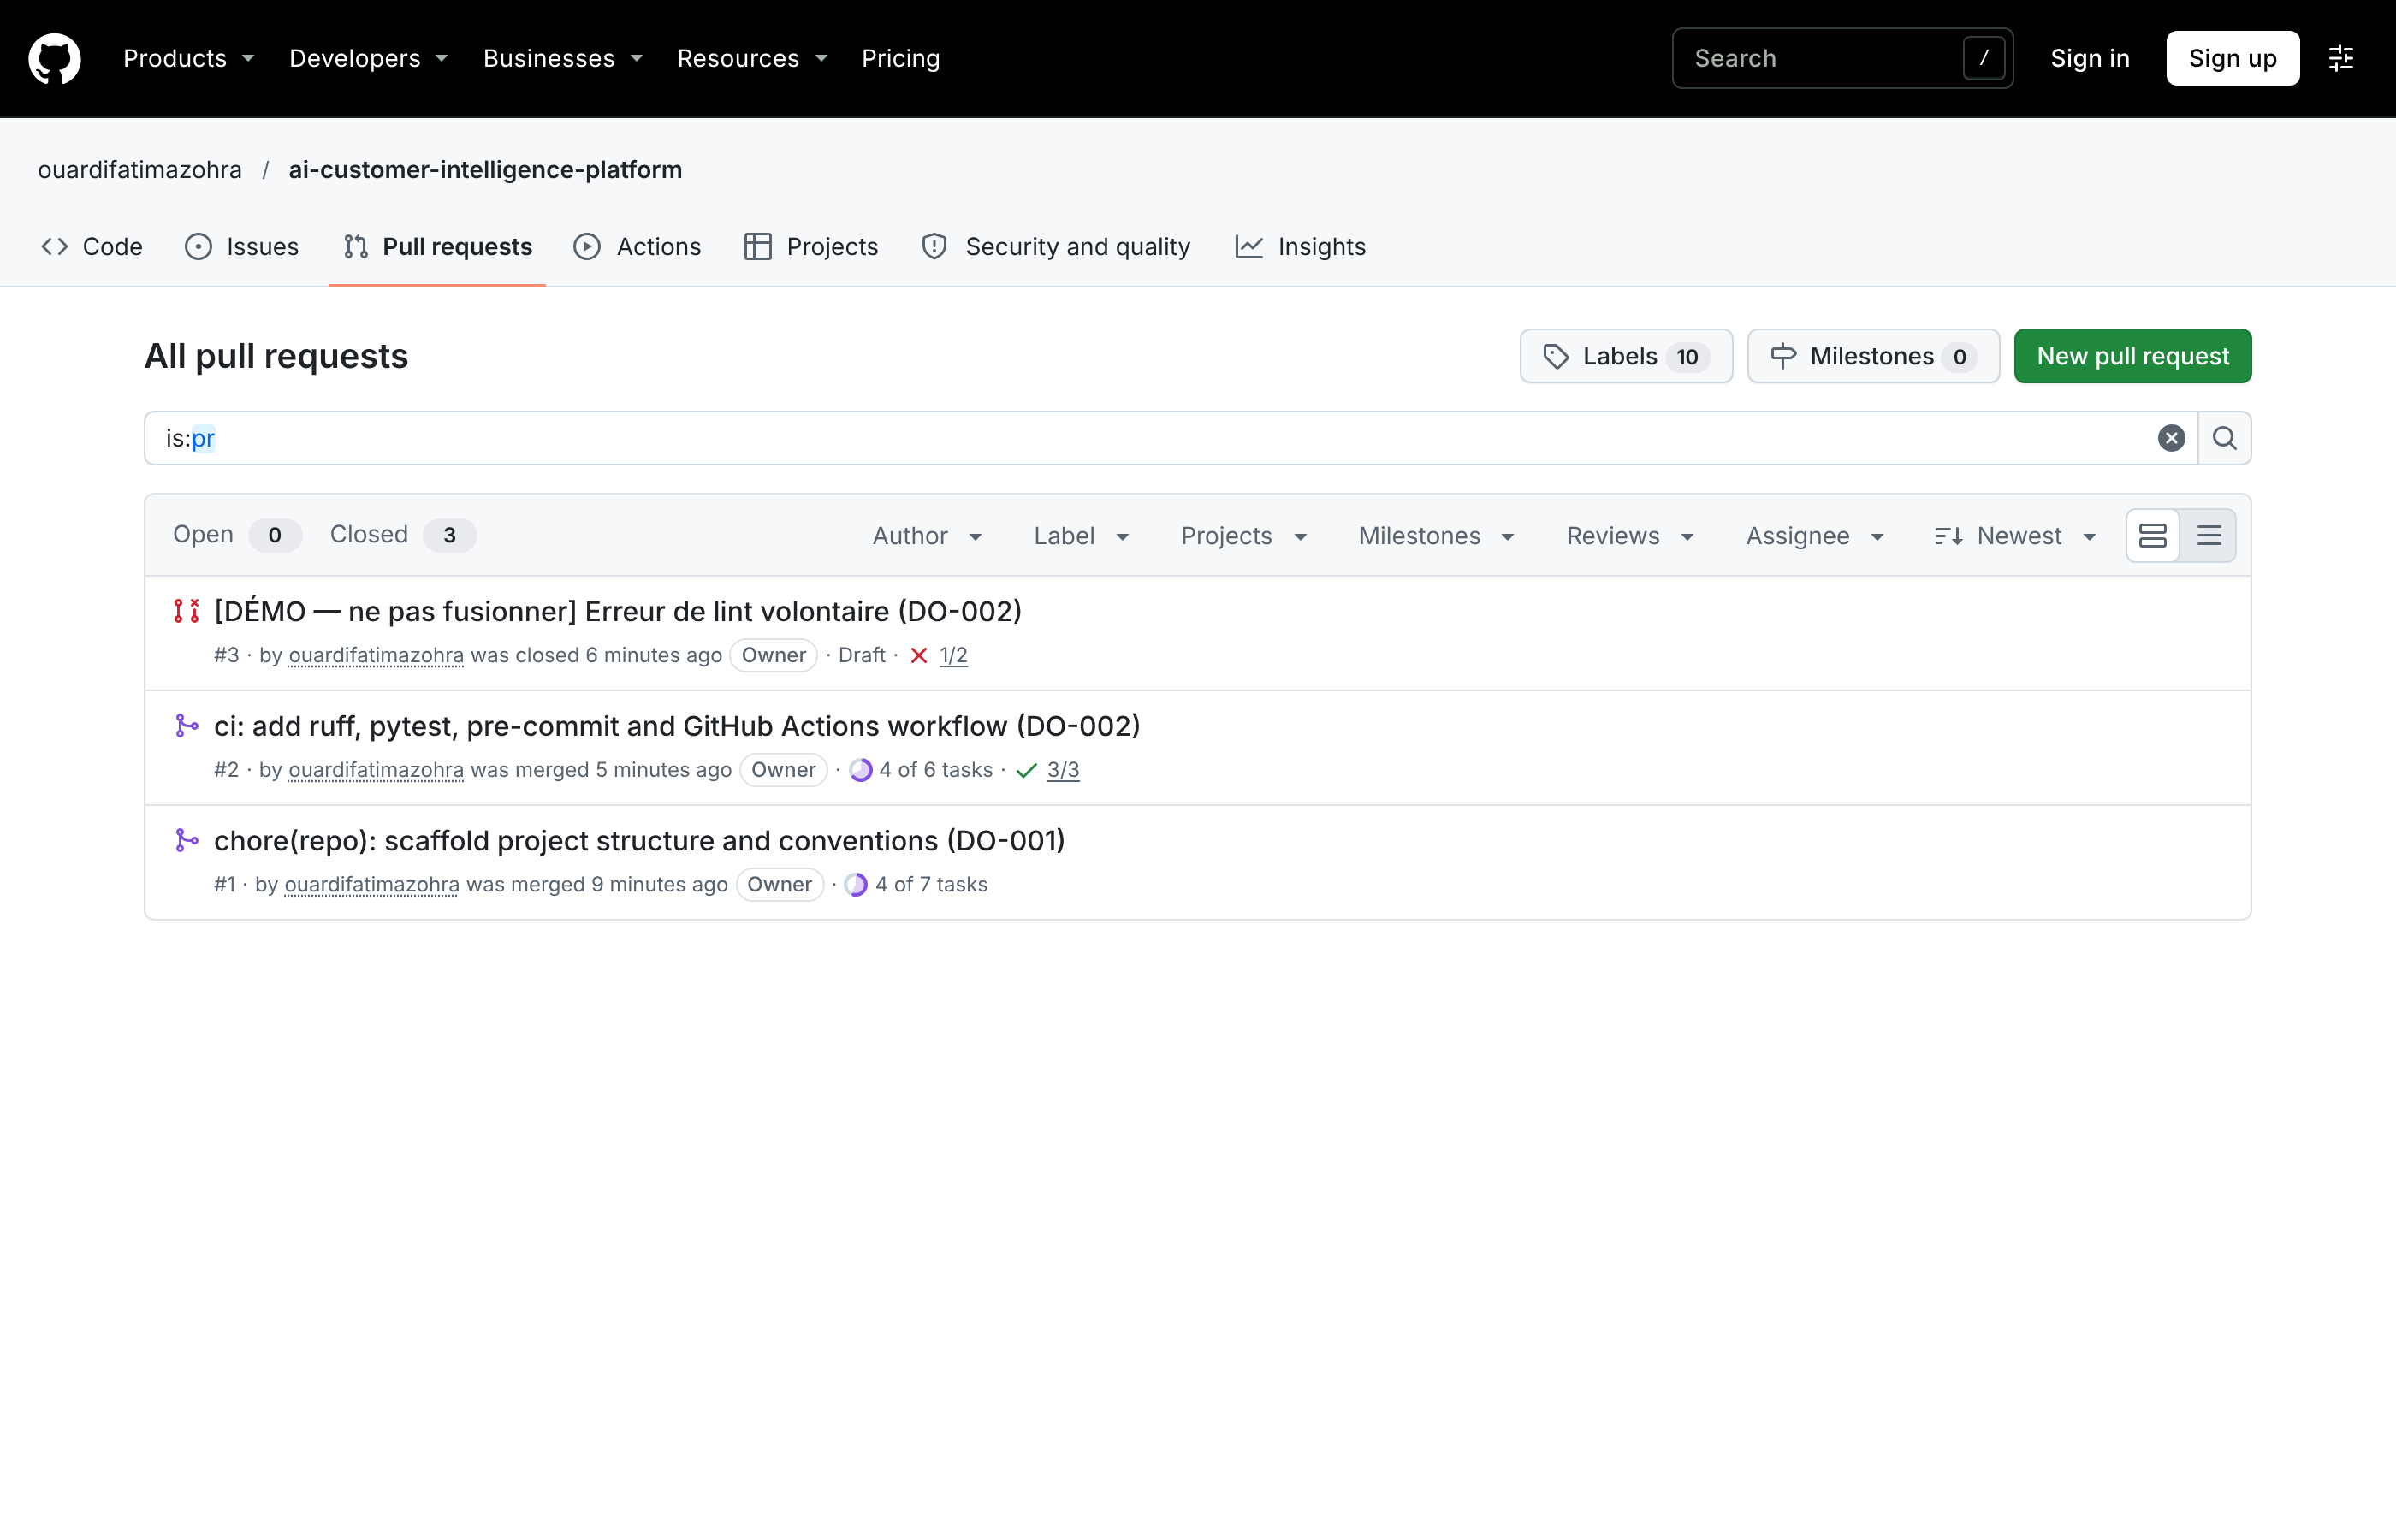 Products Developers Businesses Resources Pricing Search / Sign in Sign up
ouardifatimazohra / ai-customer-intelligence-platform
Code Issues Pull requests Actions Projects Security and quality Insights
All pull requests Labels 10 Milestones 0 New pull request
is:pr
Open 0 Closed 3 Author Label Projects Milestones Reviews Assignee Newest
[DÉMO — ne pas fusionner] Erreur de lint volontaire (DO-002)
#3 · by ouardifatimazohra was closed 6 minutes ago Owner · Draft · 1/2
ci: add ruff, pytest, pre-commit and GitHub Actions workflow (DO-002)
#2 · by ouardifatimazohra was merged 5 minutes ago Owner · 4 of 6 tasks · 3/3
chore(repo): scaffold project structure and conventions (DO-001)
#1 · by ouardifatimazohra was merged 9 minutes ago Owner · 4 of 7 tasks